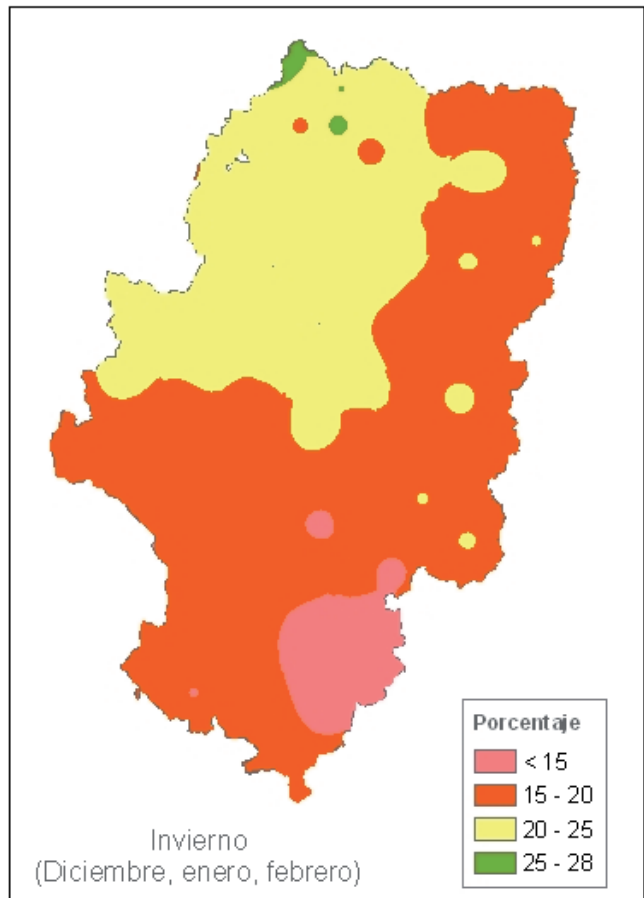 Porcentaje
< 15
15 - 20
20 - 25
25 - 28
Invierno
(Diciembre, enero, febrero)